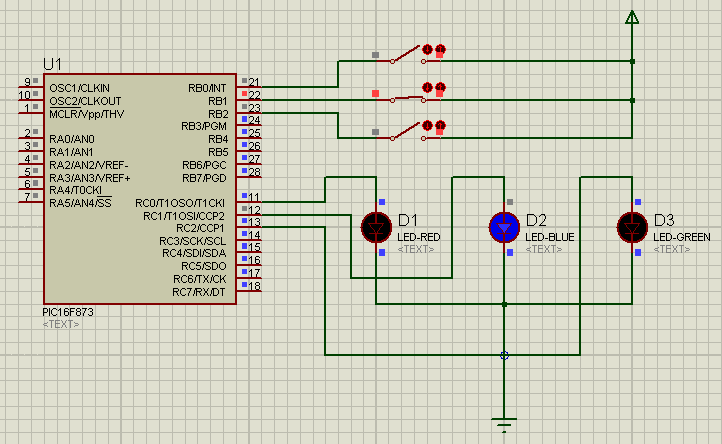 U1
9 OSC1/CLKIN RB0/INT 21
10 OSC2/CLKOUT RB1 22
1 MCLR/Vpp/THV RB2 23
RB3/PGM 24
2 RA0/AN0 RB4 25
3 RA1/AN1 RB5 26
4 RA2/AN2/VREF- RB6/PGC 27
5 RA3/AN3/VREF+ RB7/PGD 28
6 RA4/T0CKI
7 RA5/AN4/SS RC0/T1OSO/T1CKI 11
RC1/T1OSI/CCP2 12
RC2/CCP1 13
RC3/SCK/SCL 14
RC4/SDI/SDA 15
RC5/SDO 16
RC6/TX/CK 17
RC7/RX/DT 18
PIC16F873
<TEXT>
D1
LED-RED
<TEXT>
D2
LED-BLUE
<TEXT>
D3
LED-GREEN
<TEXT>